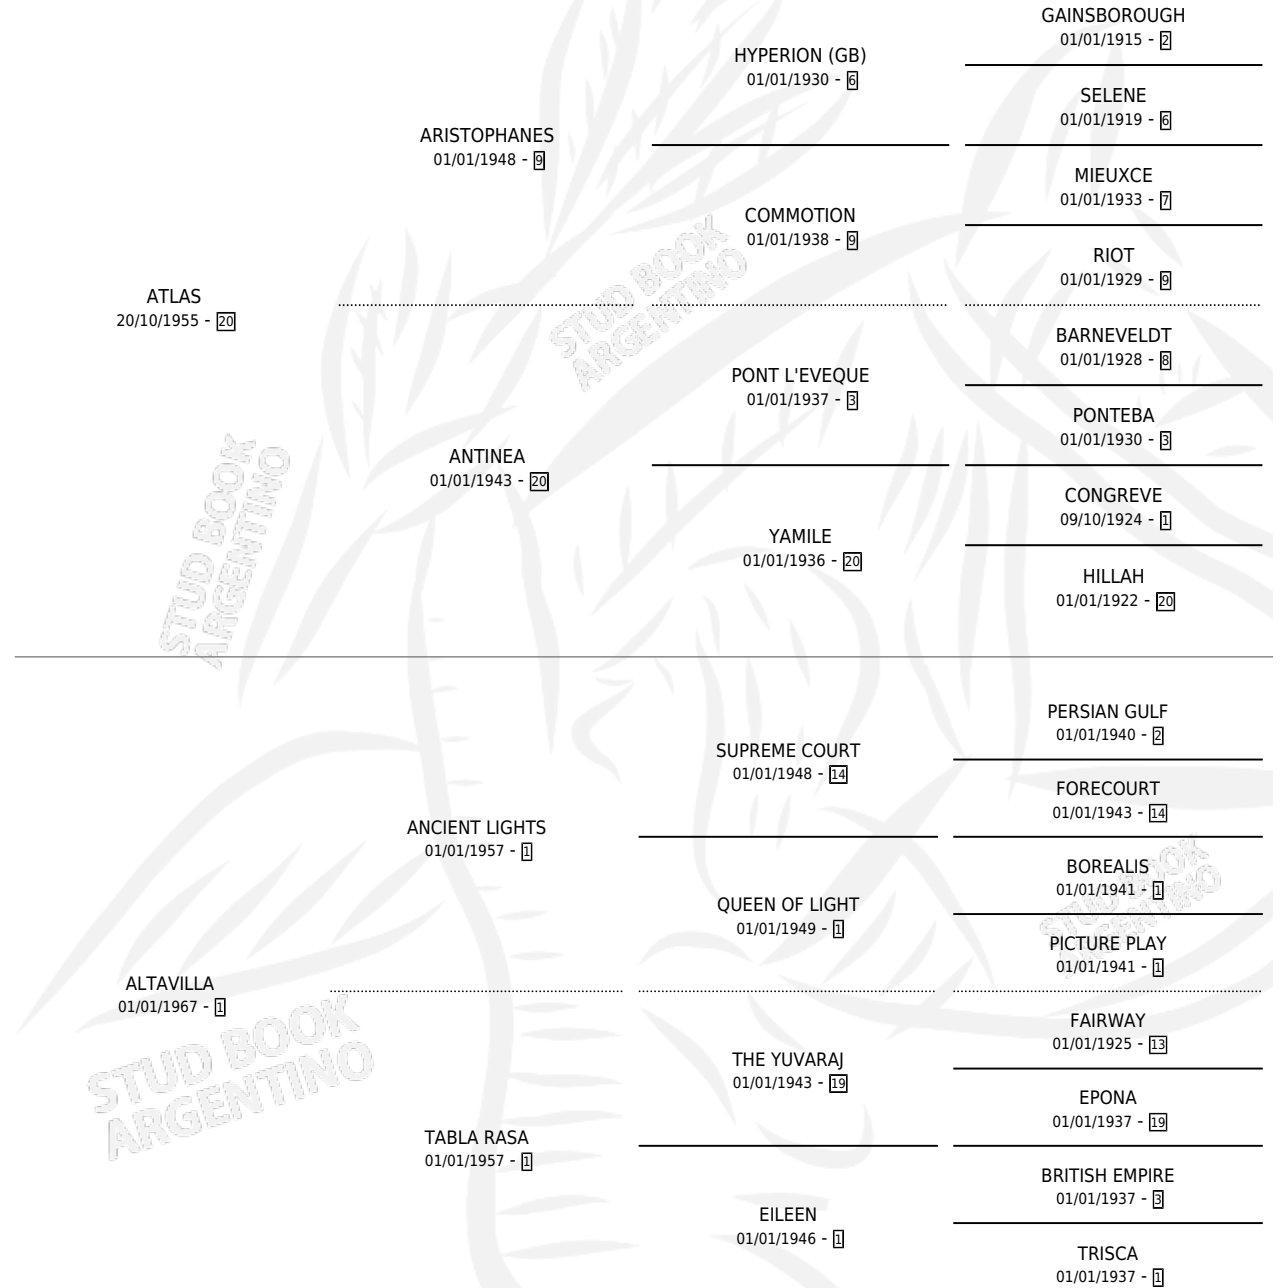 GAINSBOROUGH
01/01/1915 - 2
HYPERION (GB)
01/01/1930 - 6
SELENE
01/01/1919 - 6
ARISTOPHANES
01/01/1948 - 9
MIEUXCE
01/01/1933 - 7
COMMOTION
01/01/1938 - 9
RIOT
01/01/1929 - 9
ATLAS
20/10/1955 - 20
BARNEVELDT
01/01/1928 - 8
PONT L'EVEQUE
01/01/1937 - 3
PONTEBA
01/01/1930 - 3
ANTINEA
01/01/1943 - 20
CONGREVE
09/10/1924 - 1
YAMILE
01/01/1936 - 20
HILLAH
01/01/1922 - 20
PERSIAN GULF
01/01/1940 - 2
SUPREME COURT
01/01/1948 - 14
FORECOURT
01/01/1943 - 14
ANCIENT LIGHTS
01/01/1957 - 1
BOREALIS
01/01/1941 - 1
QUEEN OF LIGHT
01/01/1949 - 1
PICTURE PLAY
01/01/1941 - 1
ALTAVILLA
01/01/1967 - 1
FAIRWAY
01/01/1925 - 13
THE YUVARAJ
01/01/1943 - 19
EPONA
01/01/1937 - 19
TABLA RASA
01/01/1957 - 1
BRITISH EMPIRE
01/01/1937 - 3
EILEEN
01/01/1946 - 1
TRISCA
01/01/1937 - 1
STUD BOOK
ARGENTINO
STUD BOOK
ARGENTINO
STUD BOOK
ARGENTINO
STUD BOOK
ARGENTINO